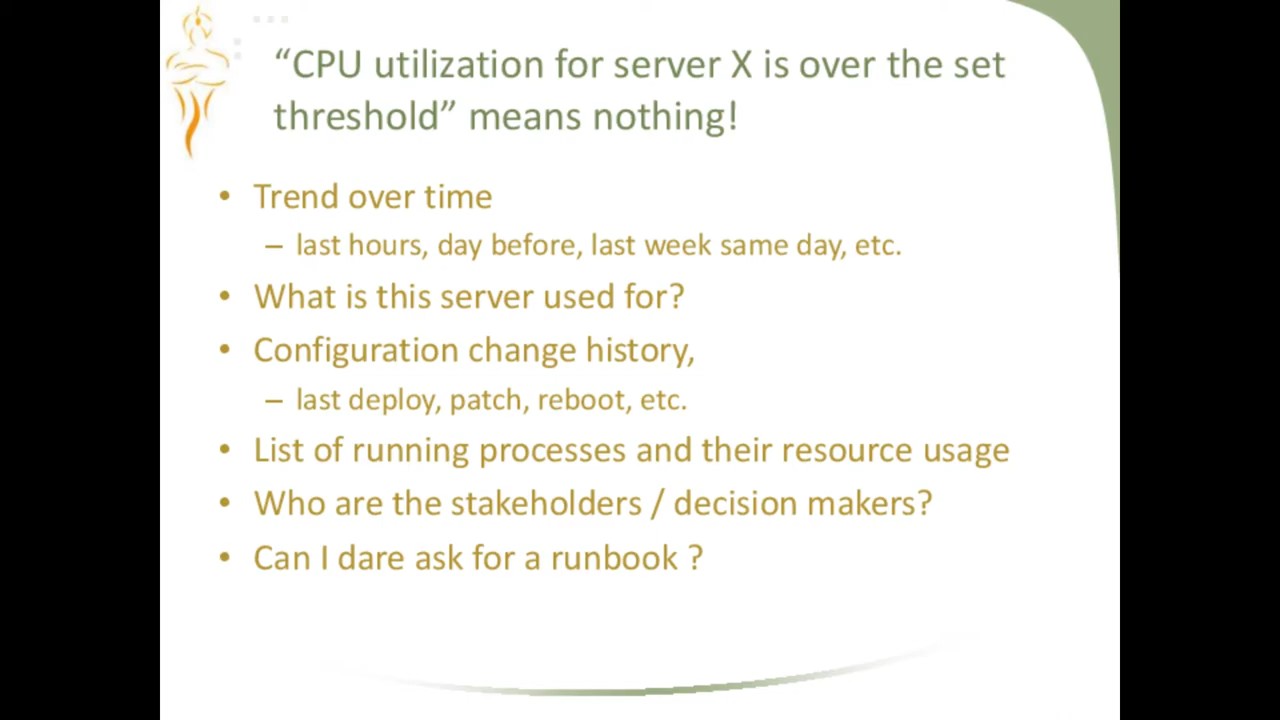 “CPU utilization for server X is over the set
threshold” means nothing!
• Trend over time
– last hours, day before, last week same day, etc.
• What is this server used for?
• Configuration change history,
– last deploy, patch, reboot, etc.
• List of running processes and their resource usage
• Who are the stakeholders / decision makers?
• Can I dare ask for a runbook ?